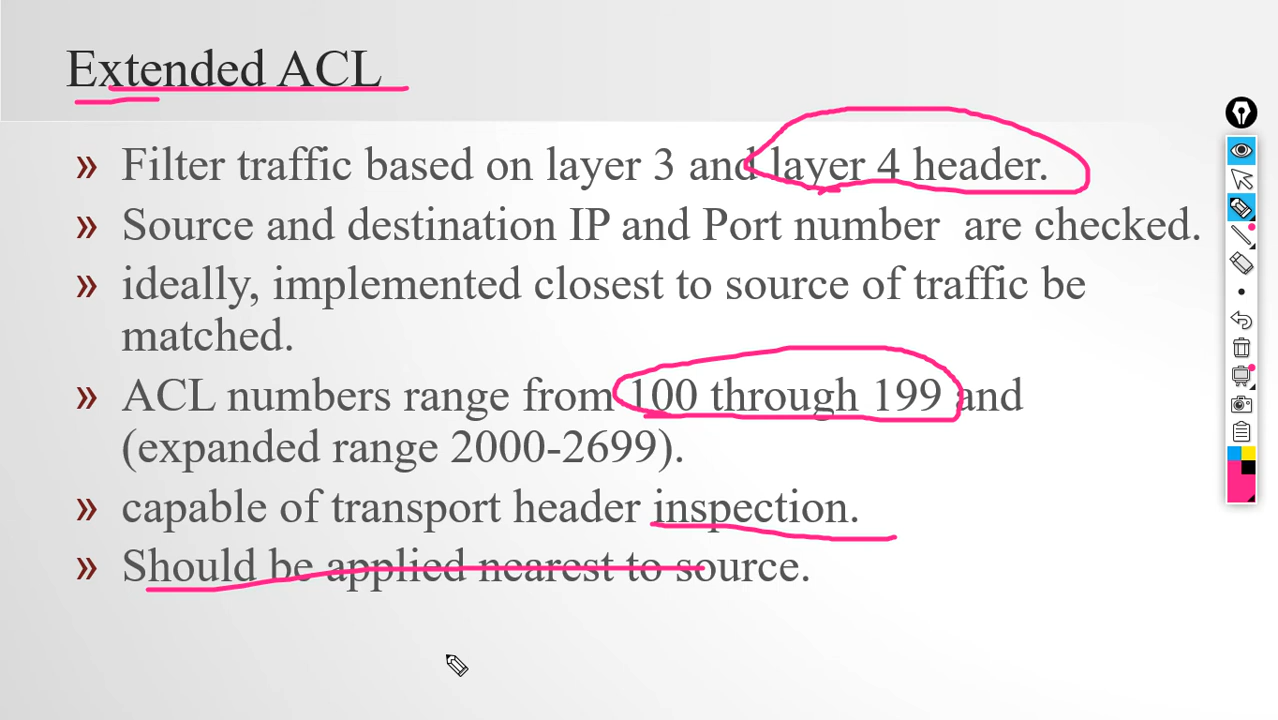 Extended ACL
» Filter traffic based on layer 3 and layer 4 header.
» Source and destination IP and Port number are checked.
» ideally, implemented closest to source of traffic be
matched.
» ACL numbers range from 100 through 199 and
(expanded range 2000-2699).
» capable of transport header inspection.
» Should be applied nearest to source.